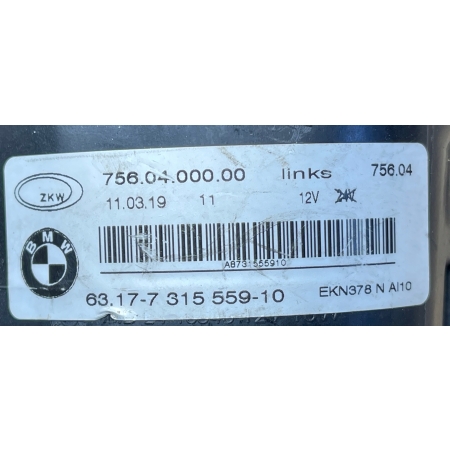 ZKW
756.04.000.00 links 756.04
11.03.19 11 12V 24V
BMW
63.17-7 315 559-10 EKN378 N AI10